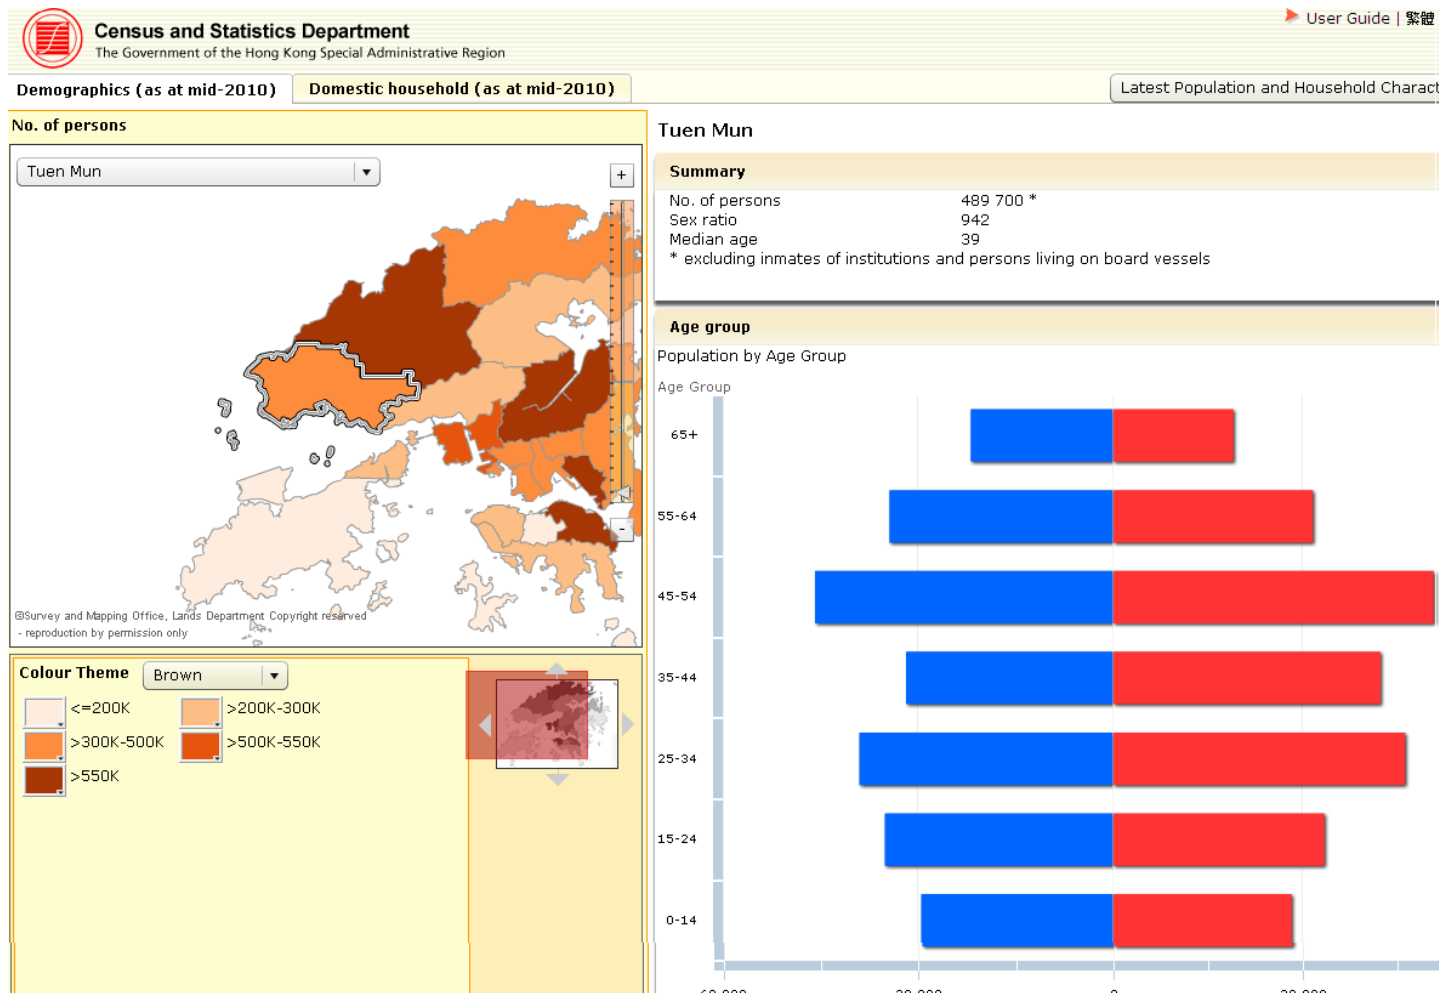 User Guide | 繁體
Census and Statistics Department
The Government of the Hong Kong Special Administrative Region
Demographics (as at mid-2010)
Domestic household (as at mid-2010)
Latest Population and Household Charact
No. of persons
Tuen Mun
Tuen Mun
+
-
©Survey and Mapping Office, Lands Department Copyright reserved
- reproduction by permission only
Colour Theme
Brown
<=200K
>200K-300K
>300K-500K
>500K-550K
>550K
Summary
No. of persons 489 700 *
Sex ratio 942
Median age 39
* excluding inmates of institutions and persons living on board vessels
Age group
Population by Age Group
Age Group
65+
55-64
45-54
35-44
25-34
15-24
0-14